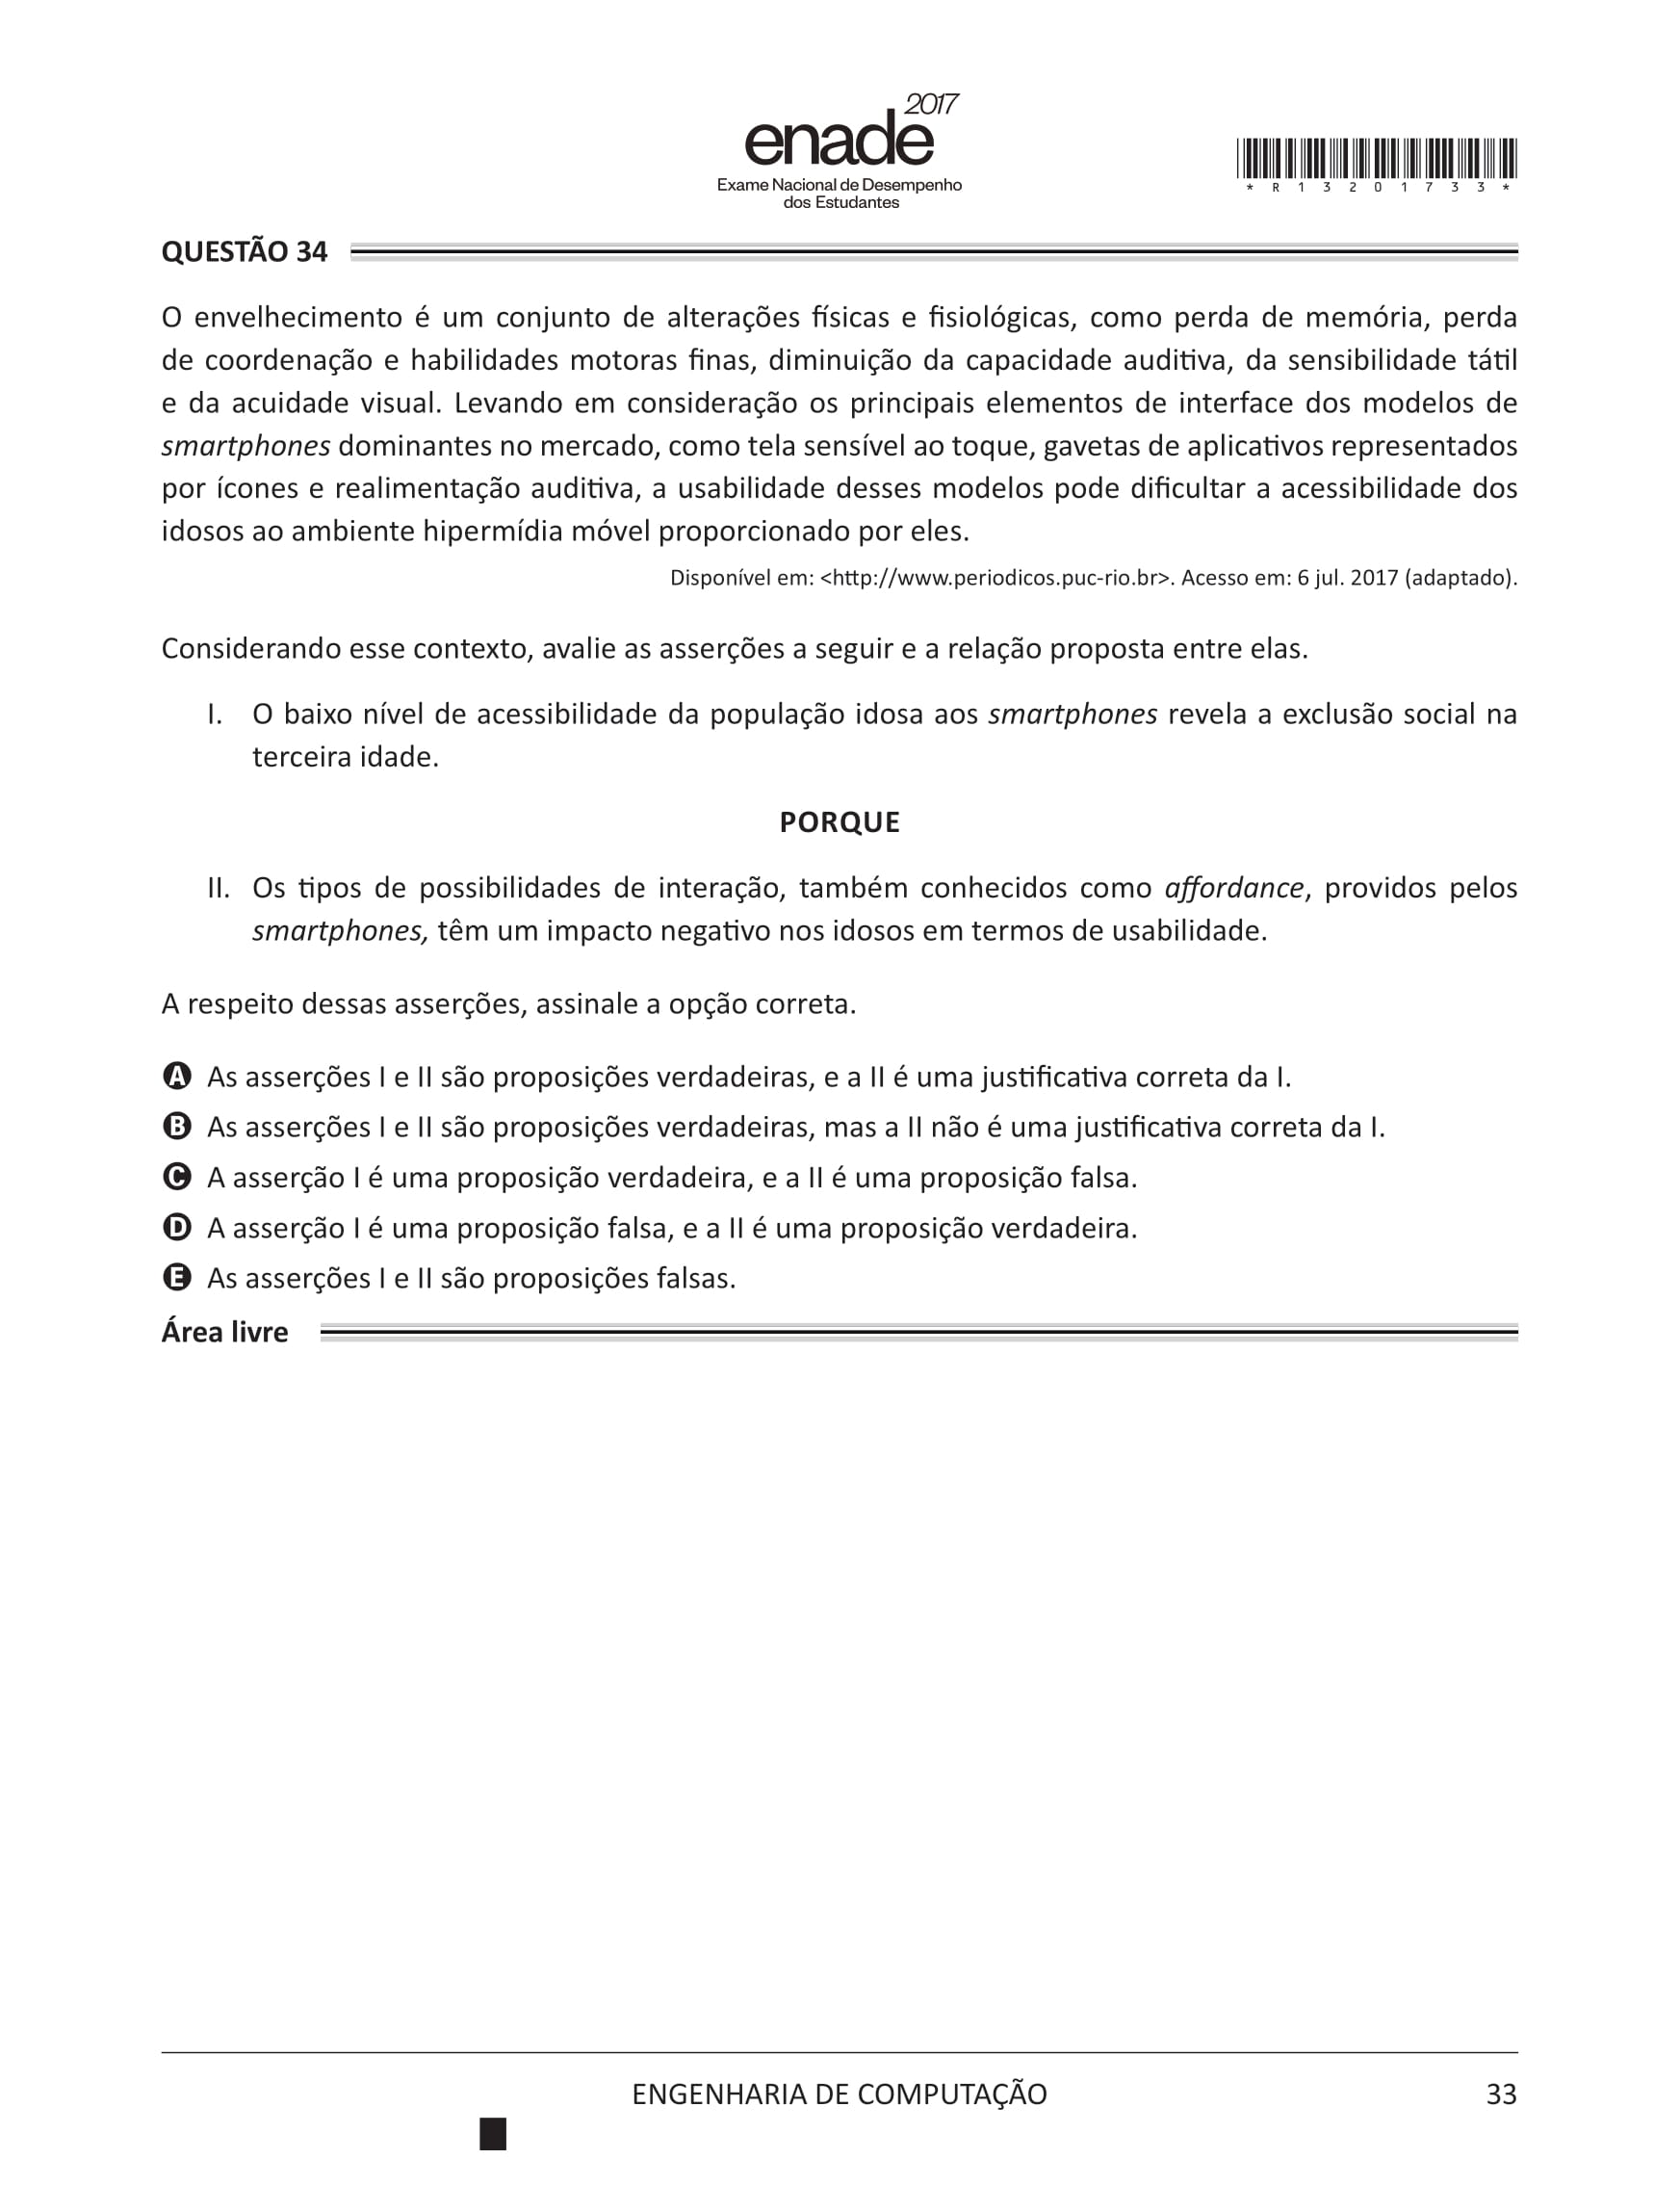 2017
enade
Exame Nacional de Desempenho
dos Estudantes
* R 1 3 2 0 1 7 3 3 *
QUESTÃO 34
O envelhecimento é um conjunto de alterações físicas e fisiológicas, como perda de memória, perda
de coordenação e habilidades motoras finas, diminuição da capacidade auditiva, da sensibilidade tátil
e da acuidade visual. Levando em consideração os principais elementos de interface dos modelos de
smartphones dominantes no mercado, como tela sensível ao toque, gavetas de aplicativos representados
por ícones e realimentação auditiva, a usabilidade desses modelos pode dificultar a acessibilidade dos
idosos ao ambiente hipermídia móvel proporcionado por eles.
Disponível em: <http://www.periodicos.puc-rio.br>. Acesso em: 6 jul. 2017 (adaptado).
Considerando esse contexto, avalie as asserções a seguir e a relação proposta entre elas.
I. O baixo nível de acessibilidade da população idosa aos smartphones revela a exclusão social na
terceira idade.
PORQUE
II. Os tipos de possibilidades de interação, também conhecidos como affordance, providos pelos
smartphones, têm um impacto negativo nos idosos em termos de usabilidade.
A respeito dessas asserções, assinale a opção correta.
A As asserções I e II são proposições verdadeiras, e a II é uma justificativa correta da I.
B As asserções I e II são proposições verdadeiras, mas a II não é uma justificativa correta da I.
C A asserção I é uma proposição verdadeira, e a II é uma proposição falsa.
D A asserção I é uma proposição falsa, e a II é uma proposição verdadeira.
E As asserções I e II são proposições falsas.
Área livre
ENGENHARIA DE COMPUTAÇÃO
33